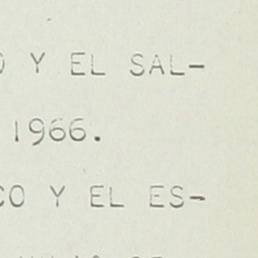 O Y EL SAL-
1966.
CO Y EL ES-